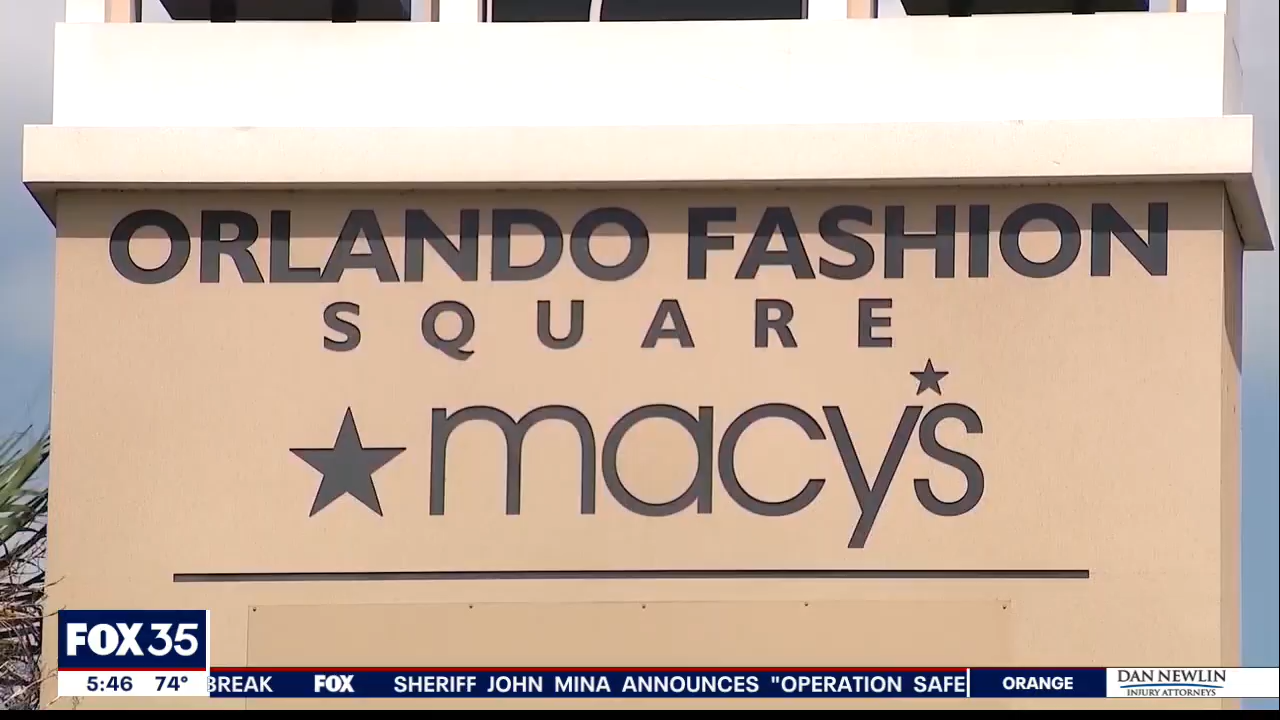 ORLANDO FASHION
SQUARE
macy's
FOX 35
5:46 74° BREAK FOX SHERIFF JOHN MINA ANNOUNCES "OPERATION SAFE ORANGE
DAN NEWLIN
INJURY ATTORNEYS